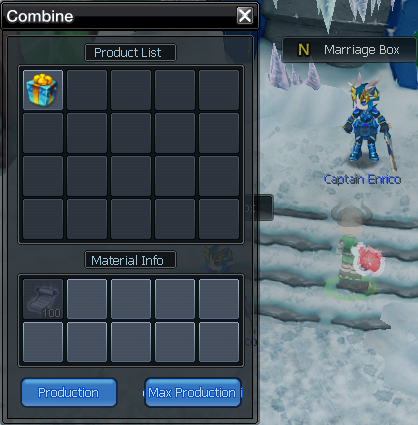 Combine
Product List
N Marriage Box
Captain Enrico
Material Info
100
Production
Max Production